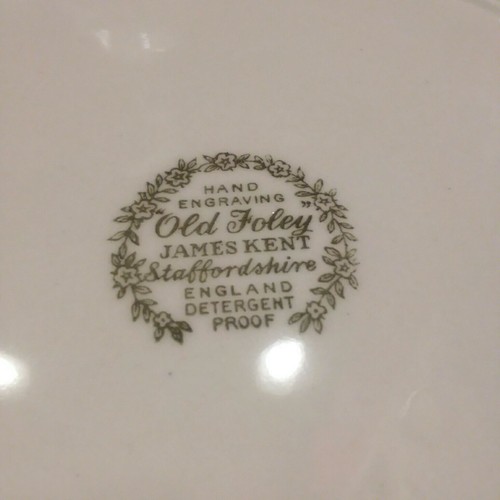 HAND
ENGRAVING
"Old Foley"
JAMES KENT
Staffordshire
ENGLAND
DETERGENT
PROOF